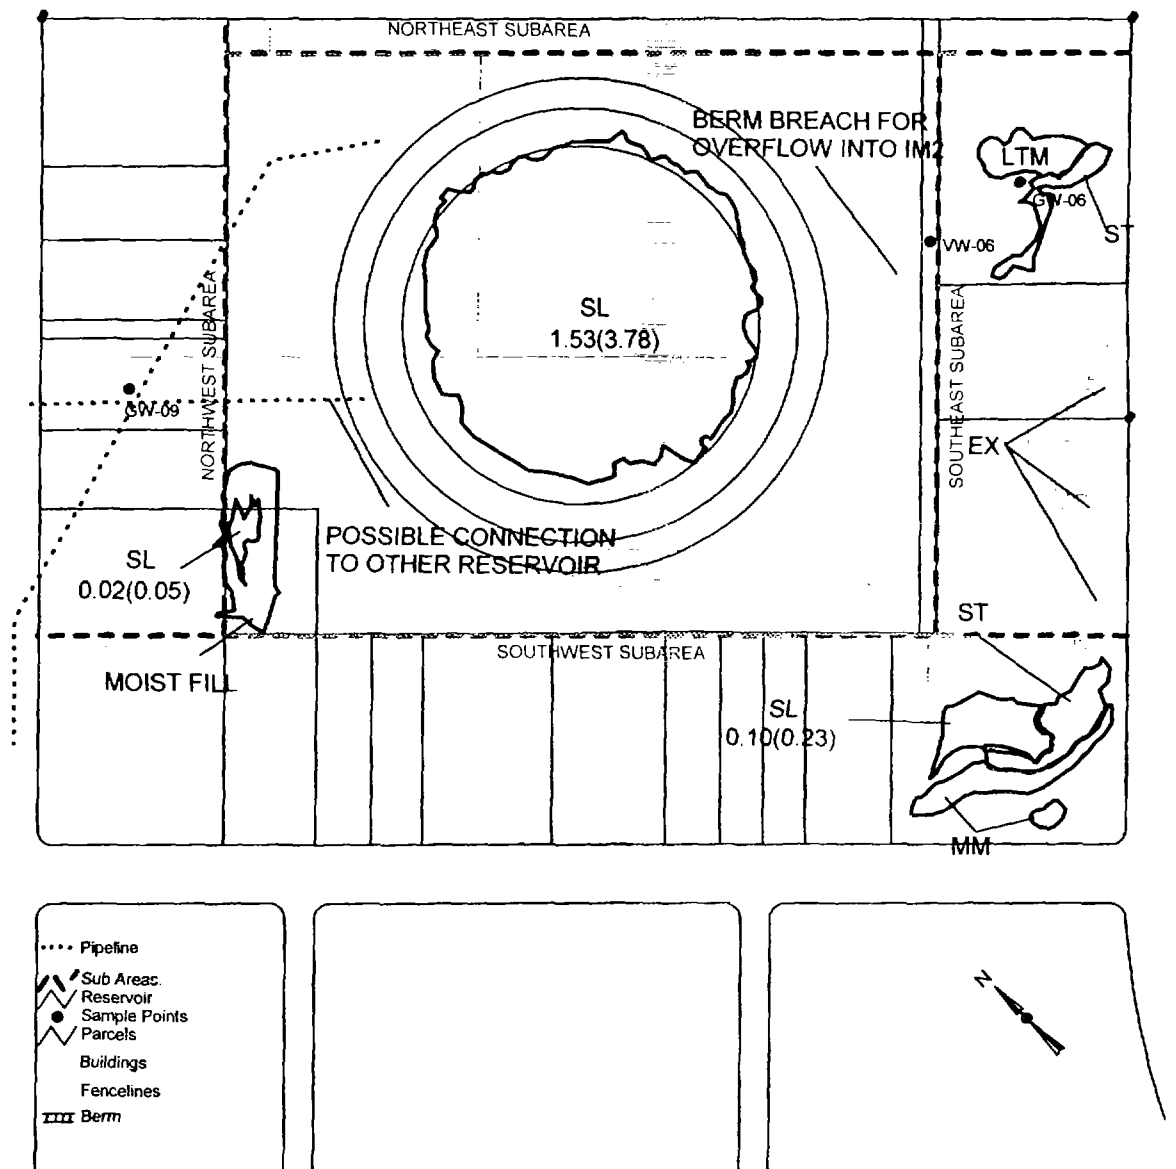 NORTHEAST SUBAREA
BERM BREACH FOR
OVERFLOW INTO IM2
LTM
GW-06
ST
VW-06
NORTHWEST SUBAREA
SL
1.53(3.78)
SOUTHEAST SUBAREA
GW-09
EX
POSSIBLE CONNECTION
TO OTHER RESERVOIR
SL
0.02(0.05)
ST
SOUTHWEST SUBAREA
MOIST FILL
SL
0.10(0.23)
MM
Pipeline
Sub Areas.
Reservoir
Sample Points
Parcels
Buildings
Fencelines
Berm
N